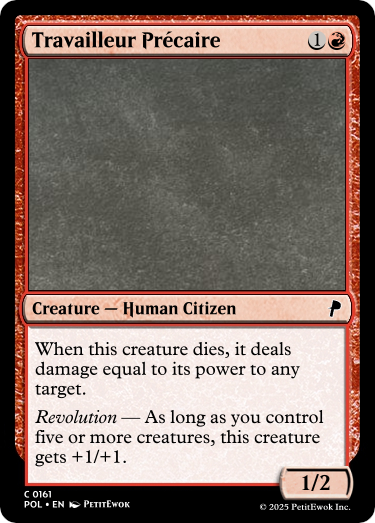 Travailleur Précaire 1
Creature — Human Citizen
When this creature dies, it deals
damage equal to its power to any
target.
Revolution — As long as you control
five or more creatures, this creature
gets +1/+1.
1/2
C 0161
POL • EN PetitEwok
© 2025 PetitEwok Inc.